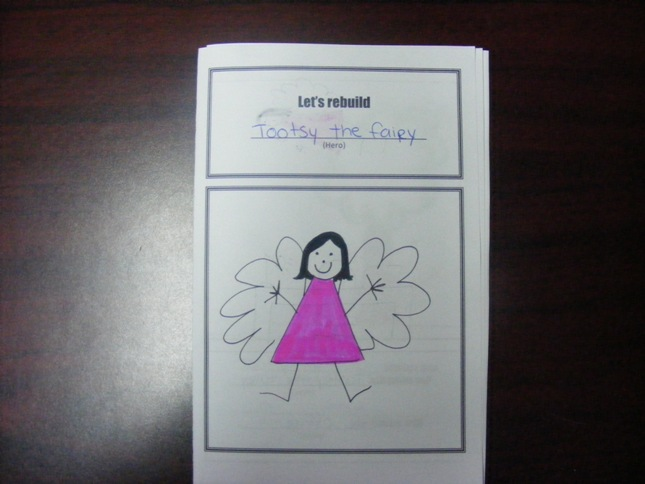 Let's rebuild
Tootsy the fairy
(Hero)